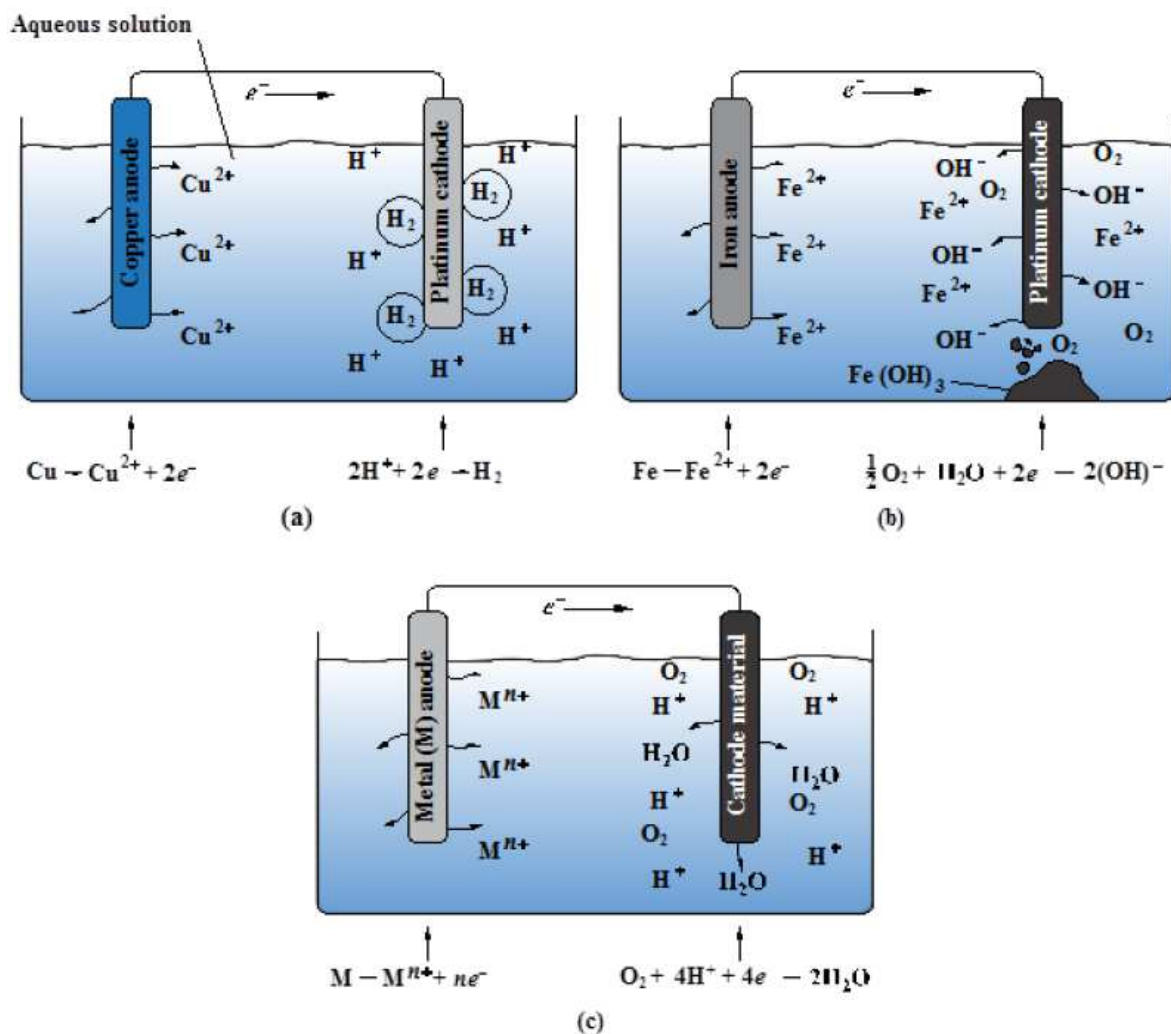 Aqueous solution
e⁻
Copper anode
Cu²⁺
Cu²⁺
Cu²⁺
H⁺
H⁺
H⁺
H⁺
H⁺
H⁺
H⁺
H₂
H₂
H₂
H₂
Platinum cathode
Cu – Cu²⁺ + 2e⁻
2H⁺ + 2e – H₂
(a)
e⁻
Iron anode
Fe²⁺
Fe²⁺
Fe²⁺
OH⁻
O₂
Fe²⁺
OH⁻
Fe²⁺
OH⁻
Platinum cathode
O₂
OH⁻
Fe²⁺
OH⁻
O₂
O₂
Fe(OH)₃
Fe – Fe²⁺ + 2e⁻
½ O₂ + H₂O + 2e – 2(OH)⁻
(b)
e⁻
Metal (M) anode
Mⁿ⁺
Mⁿ⁺
Mⁿ⁺
O₂
H⁺
H₂O
H⁺
O₂
H⁺
Cathode material
O₂
H⁺
H₂O
O₂
H⁺
H₂O
M – Mⁿ⁺ + ne⁻
O₂ + 4H⁺ + 4e – 2H₂O
(c)